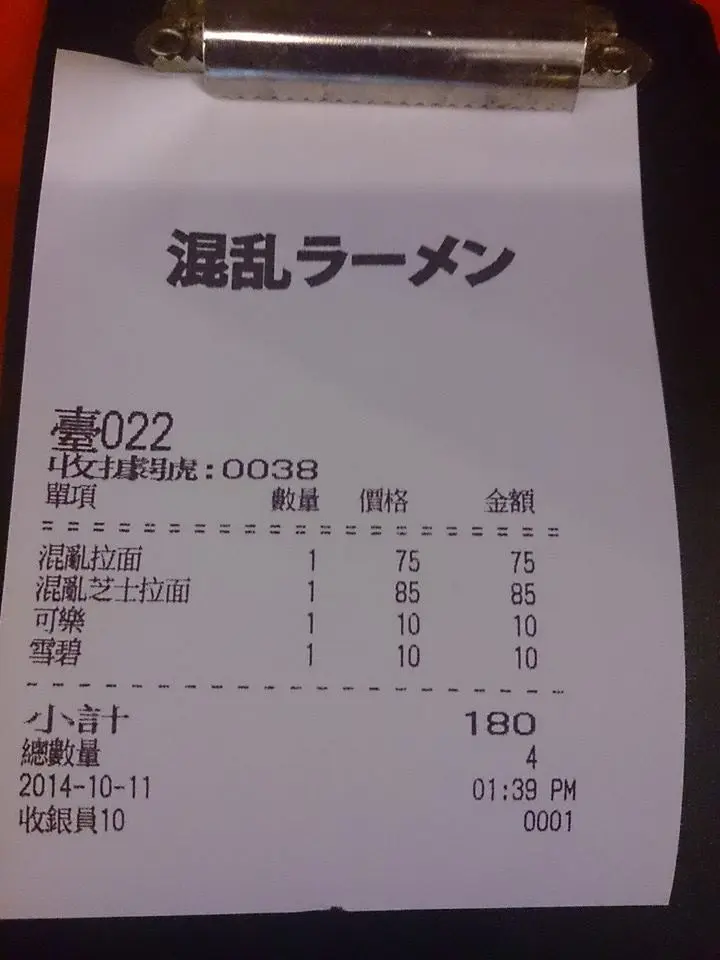 混乱ラーメン
臺022
收據號:0038
單項 數量 價格 金額
混亂拉面 1 75 75
混亂芝士拉面 1 85 85
可樂 1 10 10
雪碧 1 10 10
小計 180
總數量 4
2014-10-11 01:39 PM
收銀員10 0001